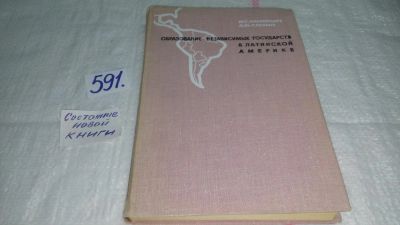 ОБРАЗОВАНИЕ НЕЗАВИСИМЫХ ГОСУДАРСТВ
В ЛАТИНСКОЙ
АМЕРИКЕ
591.
Состояние
новой
книги